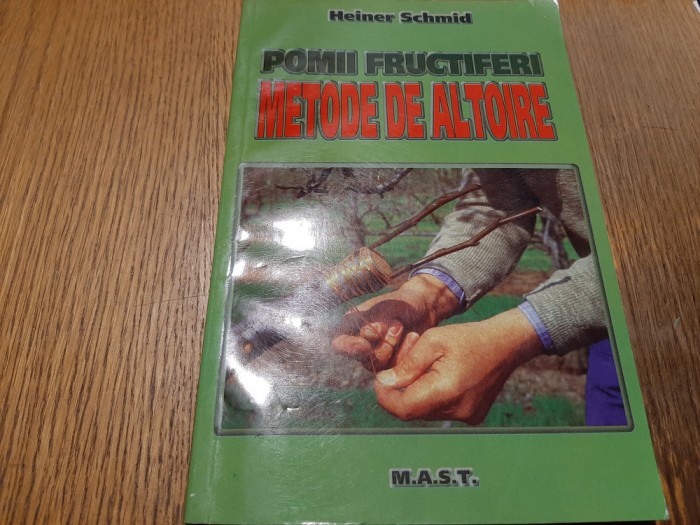 Heiner Schmid
POMII FRUCTIFERI
METODE DE ALTOIRE
M.A.S.T.